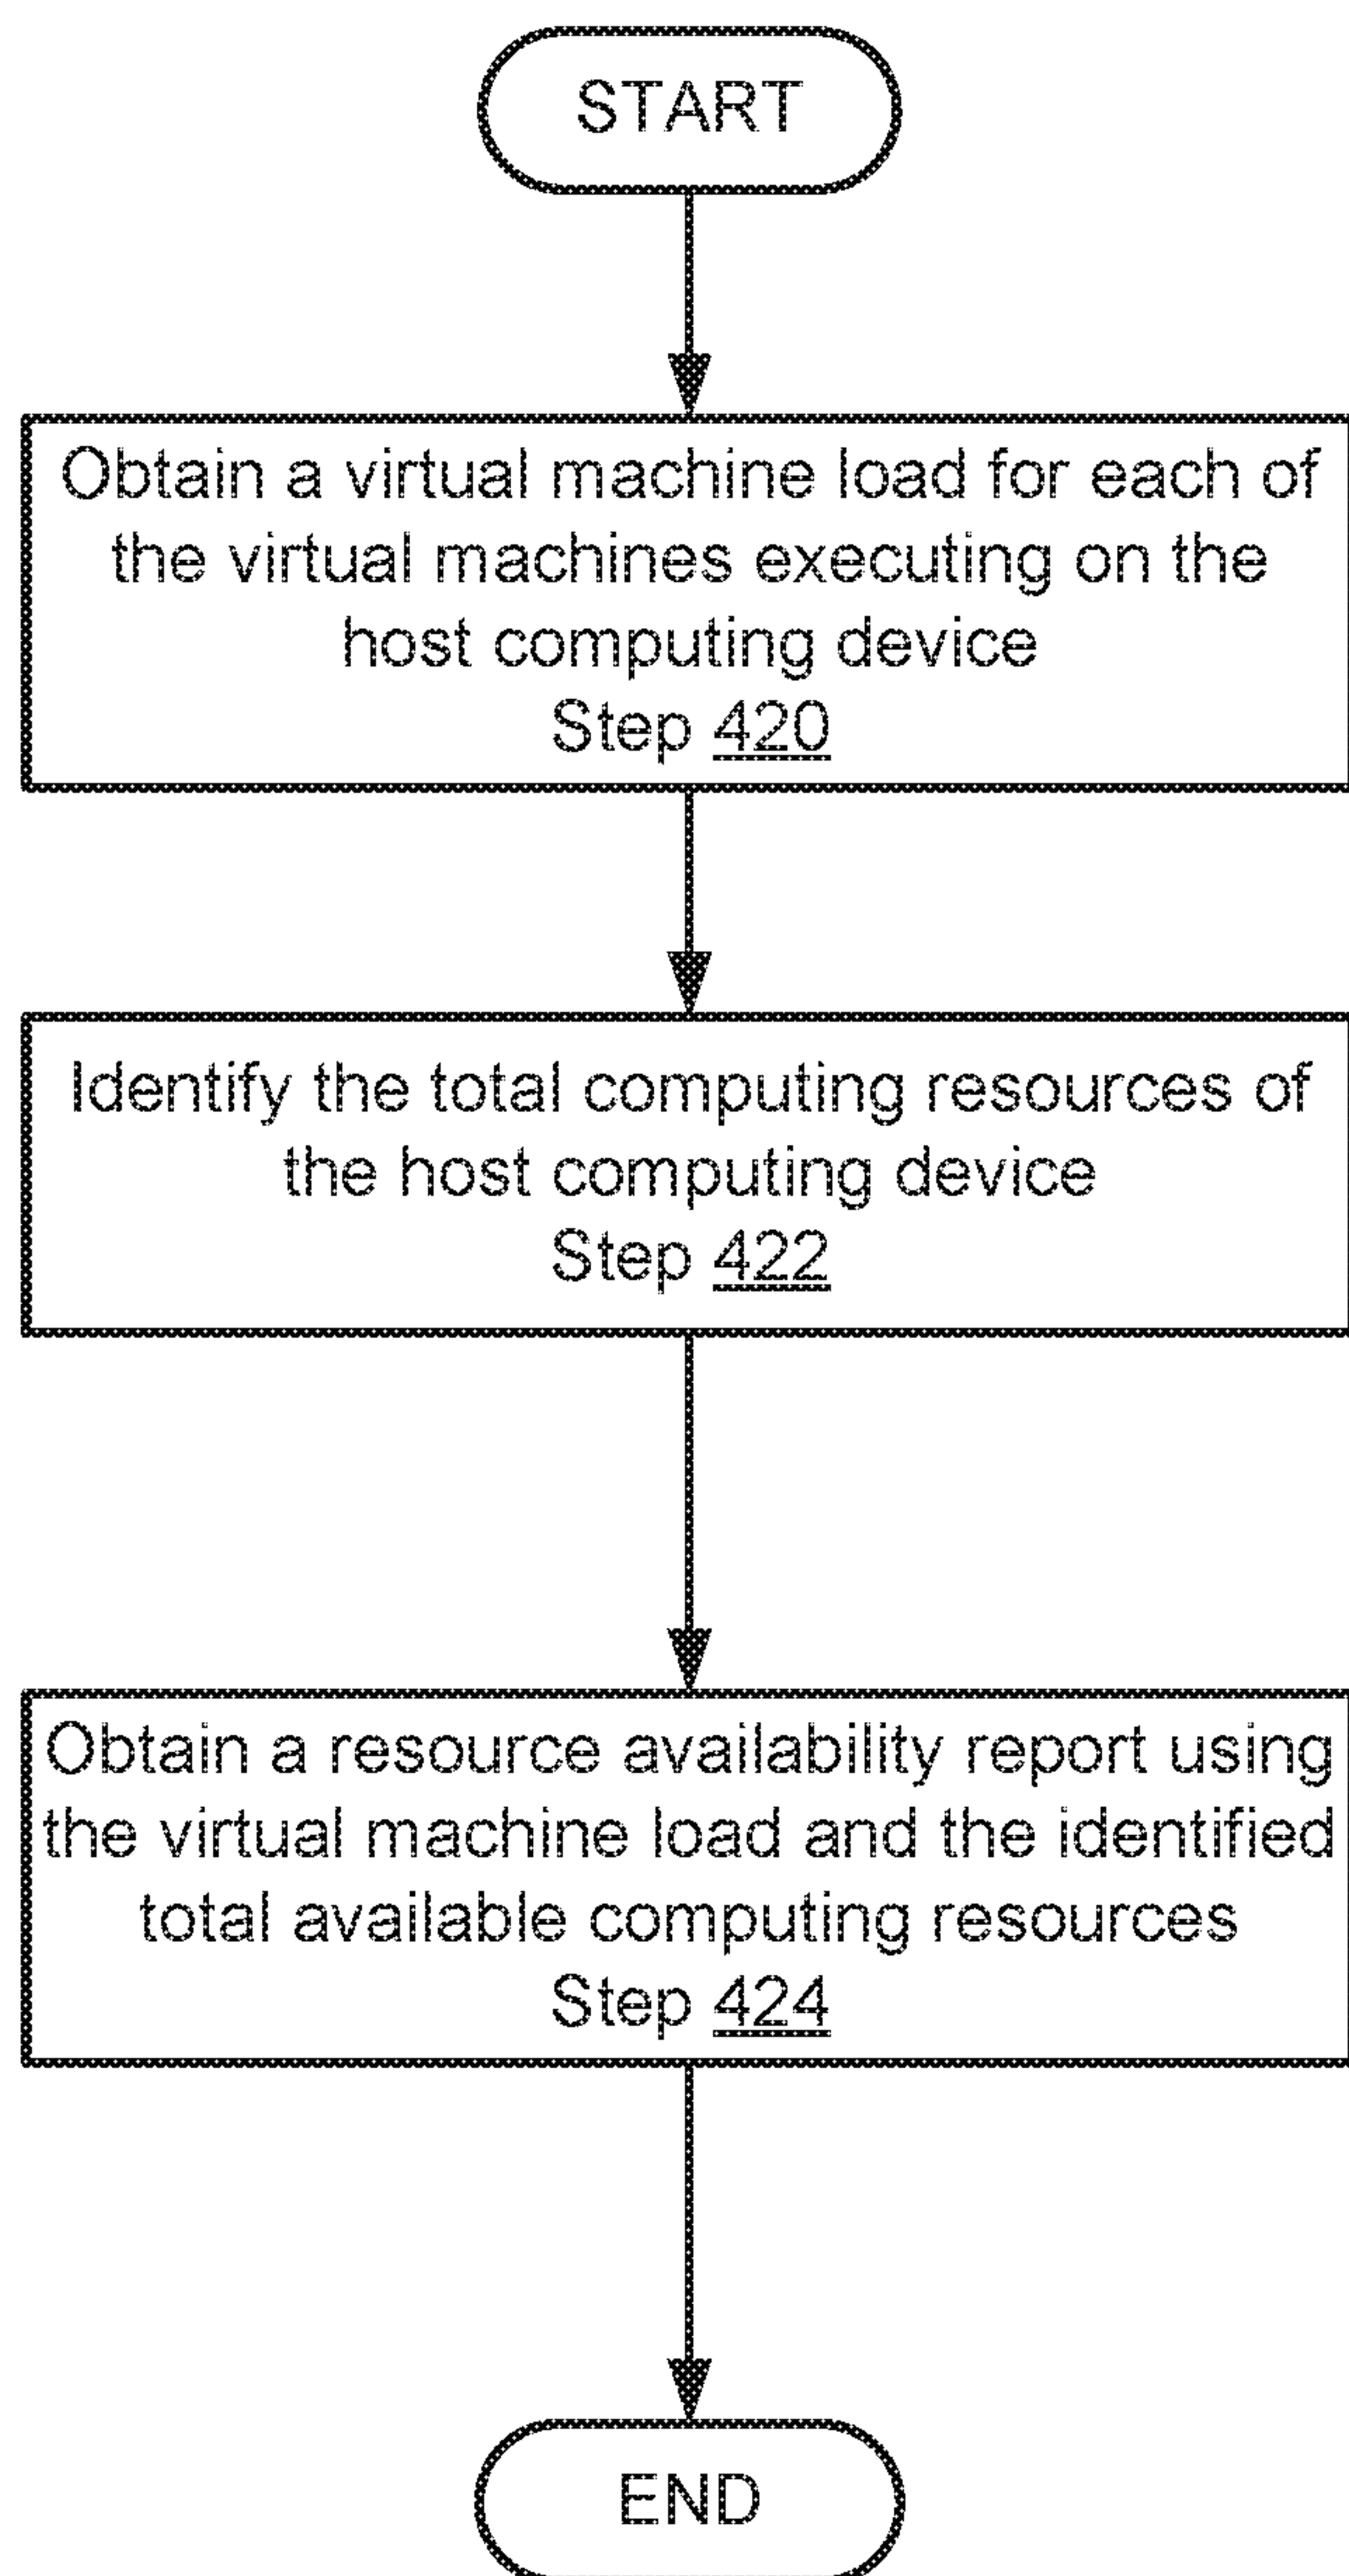 START
Obtain a virtual machine load for each of
the virtual machines executing on the
host computing device
Step 420
Identify the total computing resources of
the host computing device
Step 422
Obtain a resource availability report using
the virtual machine load and the identified
total available computing resources
Step 424
END